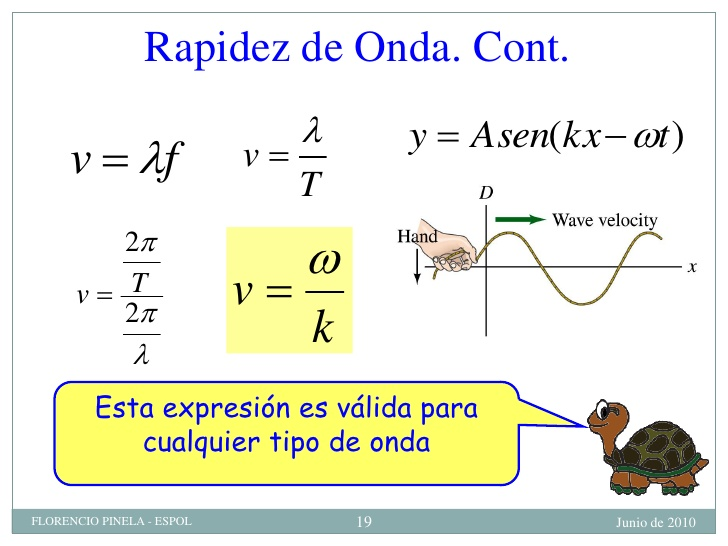 Rapidez de Onda. Cont.
v = λf
v = λ/T
y = Asen(kx − ωt)
D
Wave velocity
Hand
x
v = (2π/T)/(2π/λ)
v = ω/k
Esta expresión es válida para
cualquier tipo de onda
FLORENCIO PINELA - ESPOL
19
Junio de 2010